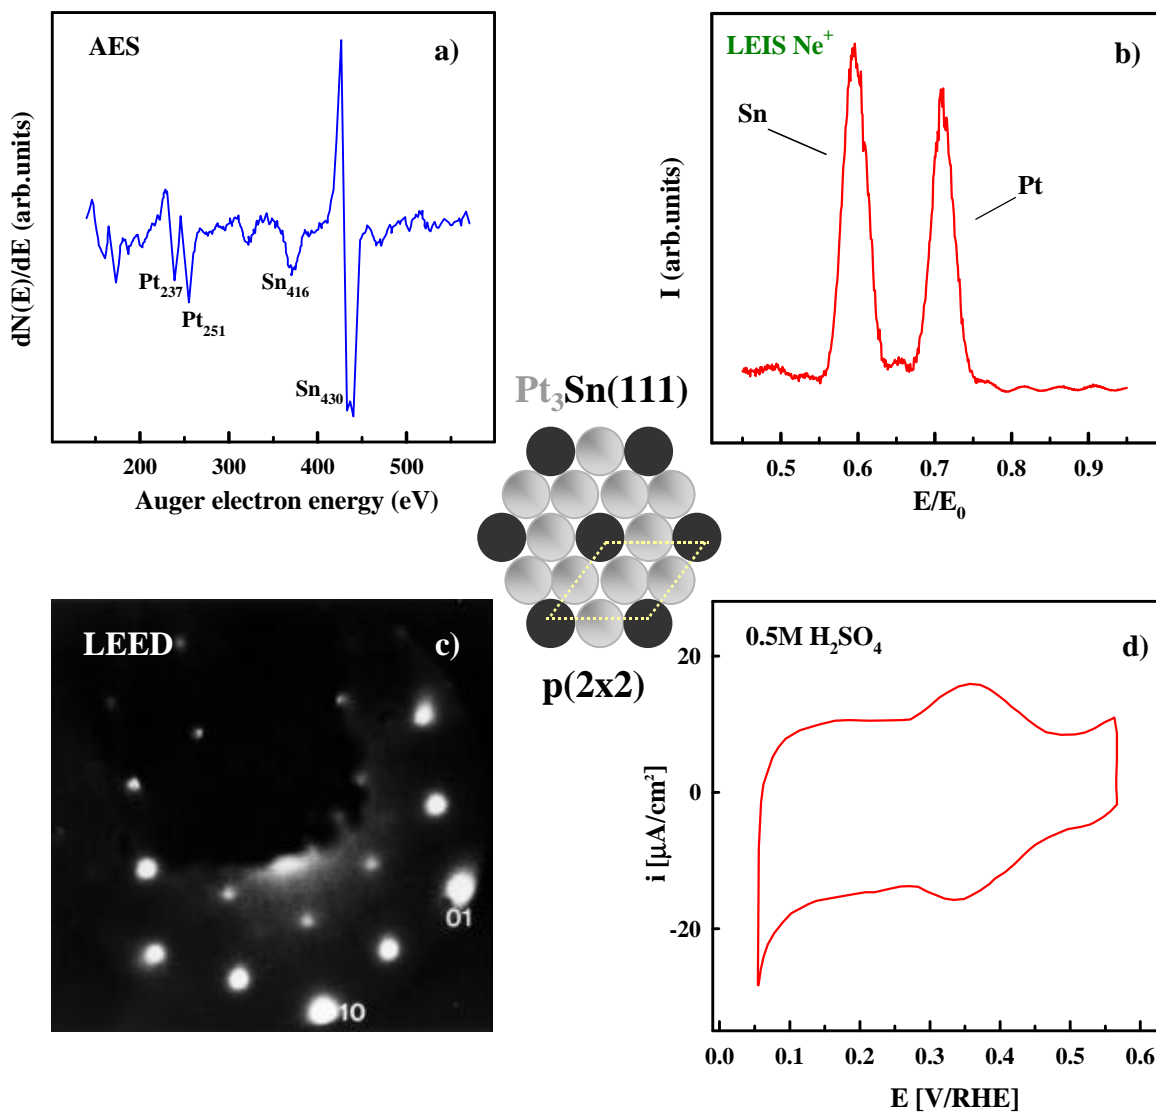 AES
a)
dN(E)/dE (arb.units)
Pt237
Pt251
Sn416
Sn430
200 300 400 500
Auger electron energy (eV)
LEIS Ne+
b)
Sn
Pt
I (arb.units)
0.5 0.6 0.7 0.8 0.9
E/E0
Pt3Sn(111)
p(2x2)
LEED
c)
01
10
0.5M H2SO4
d)
20
0
-20
i [μA/cm2]
0.0 0.1 0.2 0.3 0.4 0.5 0.6
E [V/RHE]